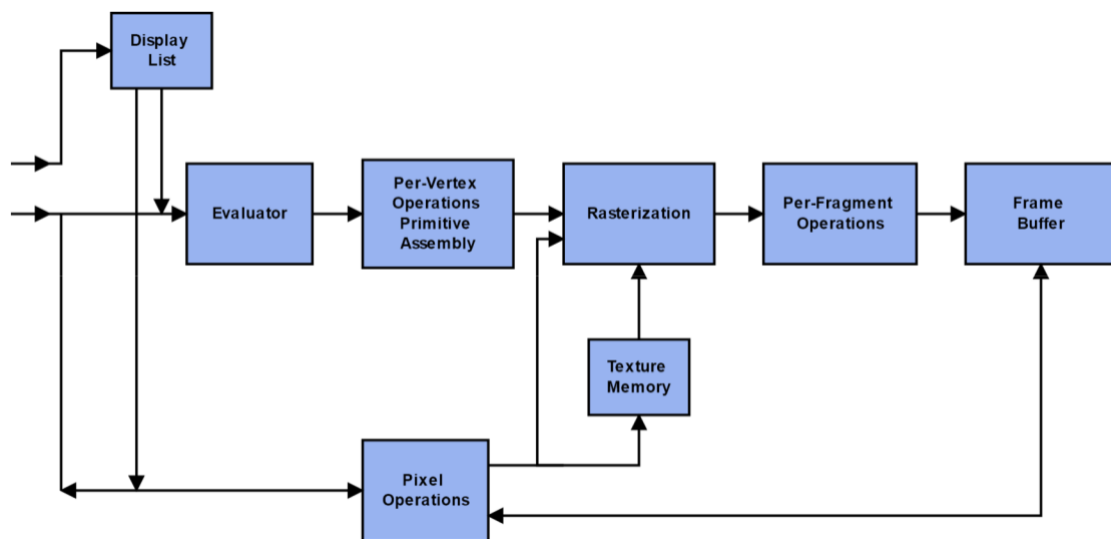 Display
List
Evaluator
Per-Vertex
Operations
Primitive
Assembly
Rasterization
Per-Fragment
Operations
Frame
Buffer
Texture
Memory
Pixel
Operations